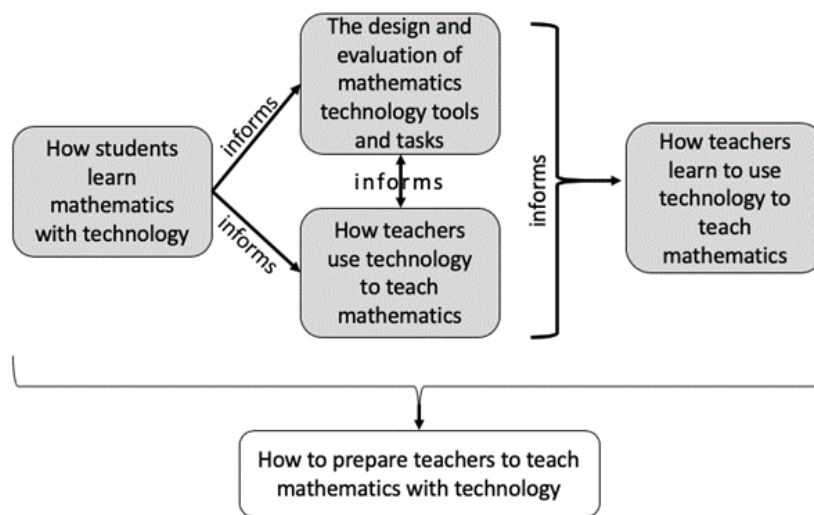 How students
learn
mathematics
with technology
informs
informs
The design and
evaluation of
mathematics
technology tools
and tasks
informs
How teachers
use technology
to teach
mathematics
informs
How teachers
learn to use
technology to
teach
mathematics
How to prepare teachers to teach
mathematics with technology